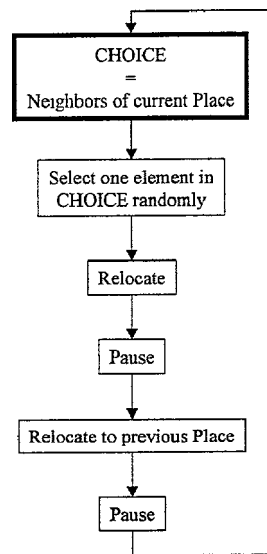 CHOICE
=
Neighbors of current Place
Select one element in
CHOICE randomly
Relocate
Pause
Relocate to previous Place
Pause